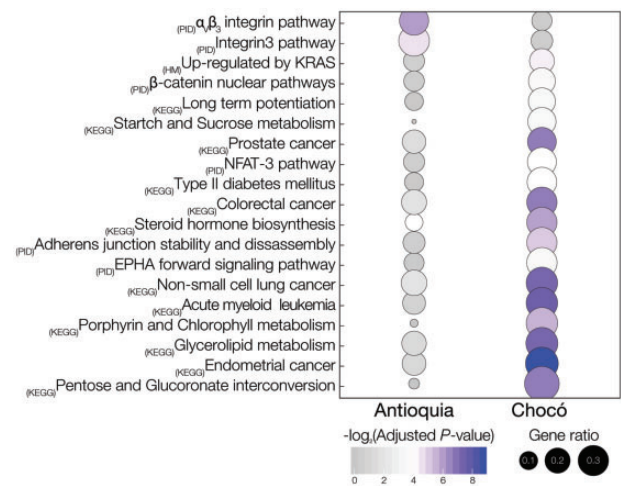 (PID)αvβ3 integrin pathway
(PID)Integrin3 pathway
(HM)Up-regulated by KRAS
(PID)β-catenin nuclear pathways
(KEGG)Long term potentiation
(KEGG)Startch and Sucrose metabolism
(KEGG)Prostate cancer
(PID)NFAT-3 pathway
(KEGG)Type II diabetes mellitus
(KEGG)Colorectal cancer
(KEGG)Steroid hormone biosynthesis
(PID)Adherens junction stability and dissassembly
(PID)EPHA forward signaling pathway
(KEGG)Non-small cell lung cancer
(KEGG)Acute myeloid leukemia
(KEGG)Porphyrin and Chlorophyll metabolism
(KEGG)Glycerolipid metabolism
(KEGG)Endometrial cancer
(KEGG)Pentose and Glucoronate interconversion
Antioquia Chocó
-log(Adjusted P-value) Gene ratio
0.1 0.2 0.3
0 2 4 6 8